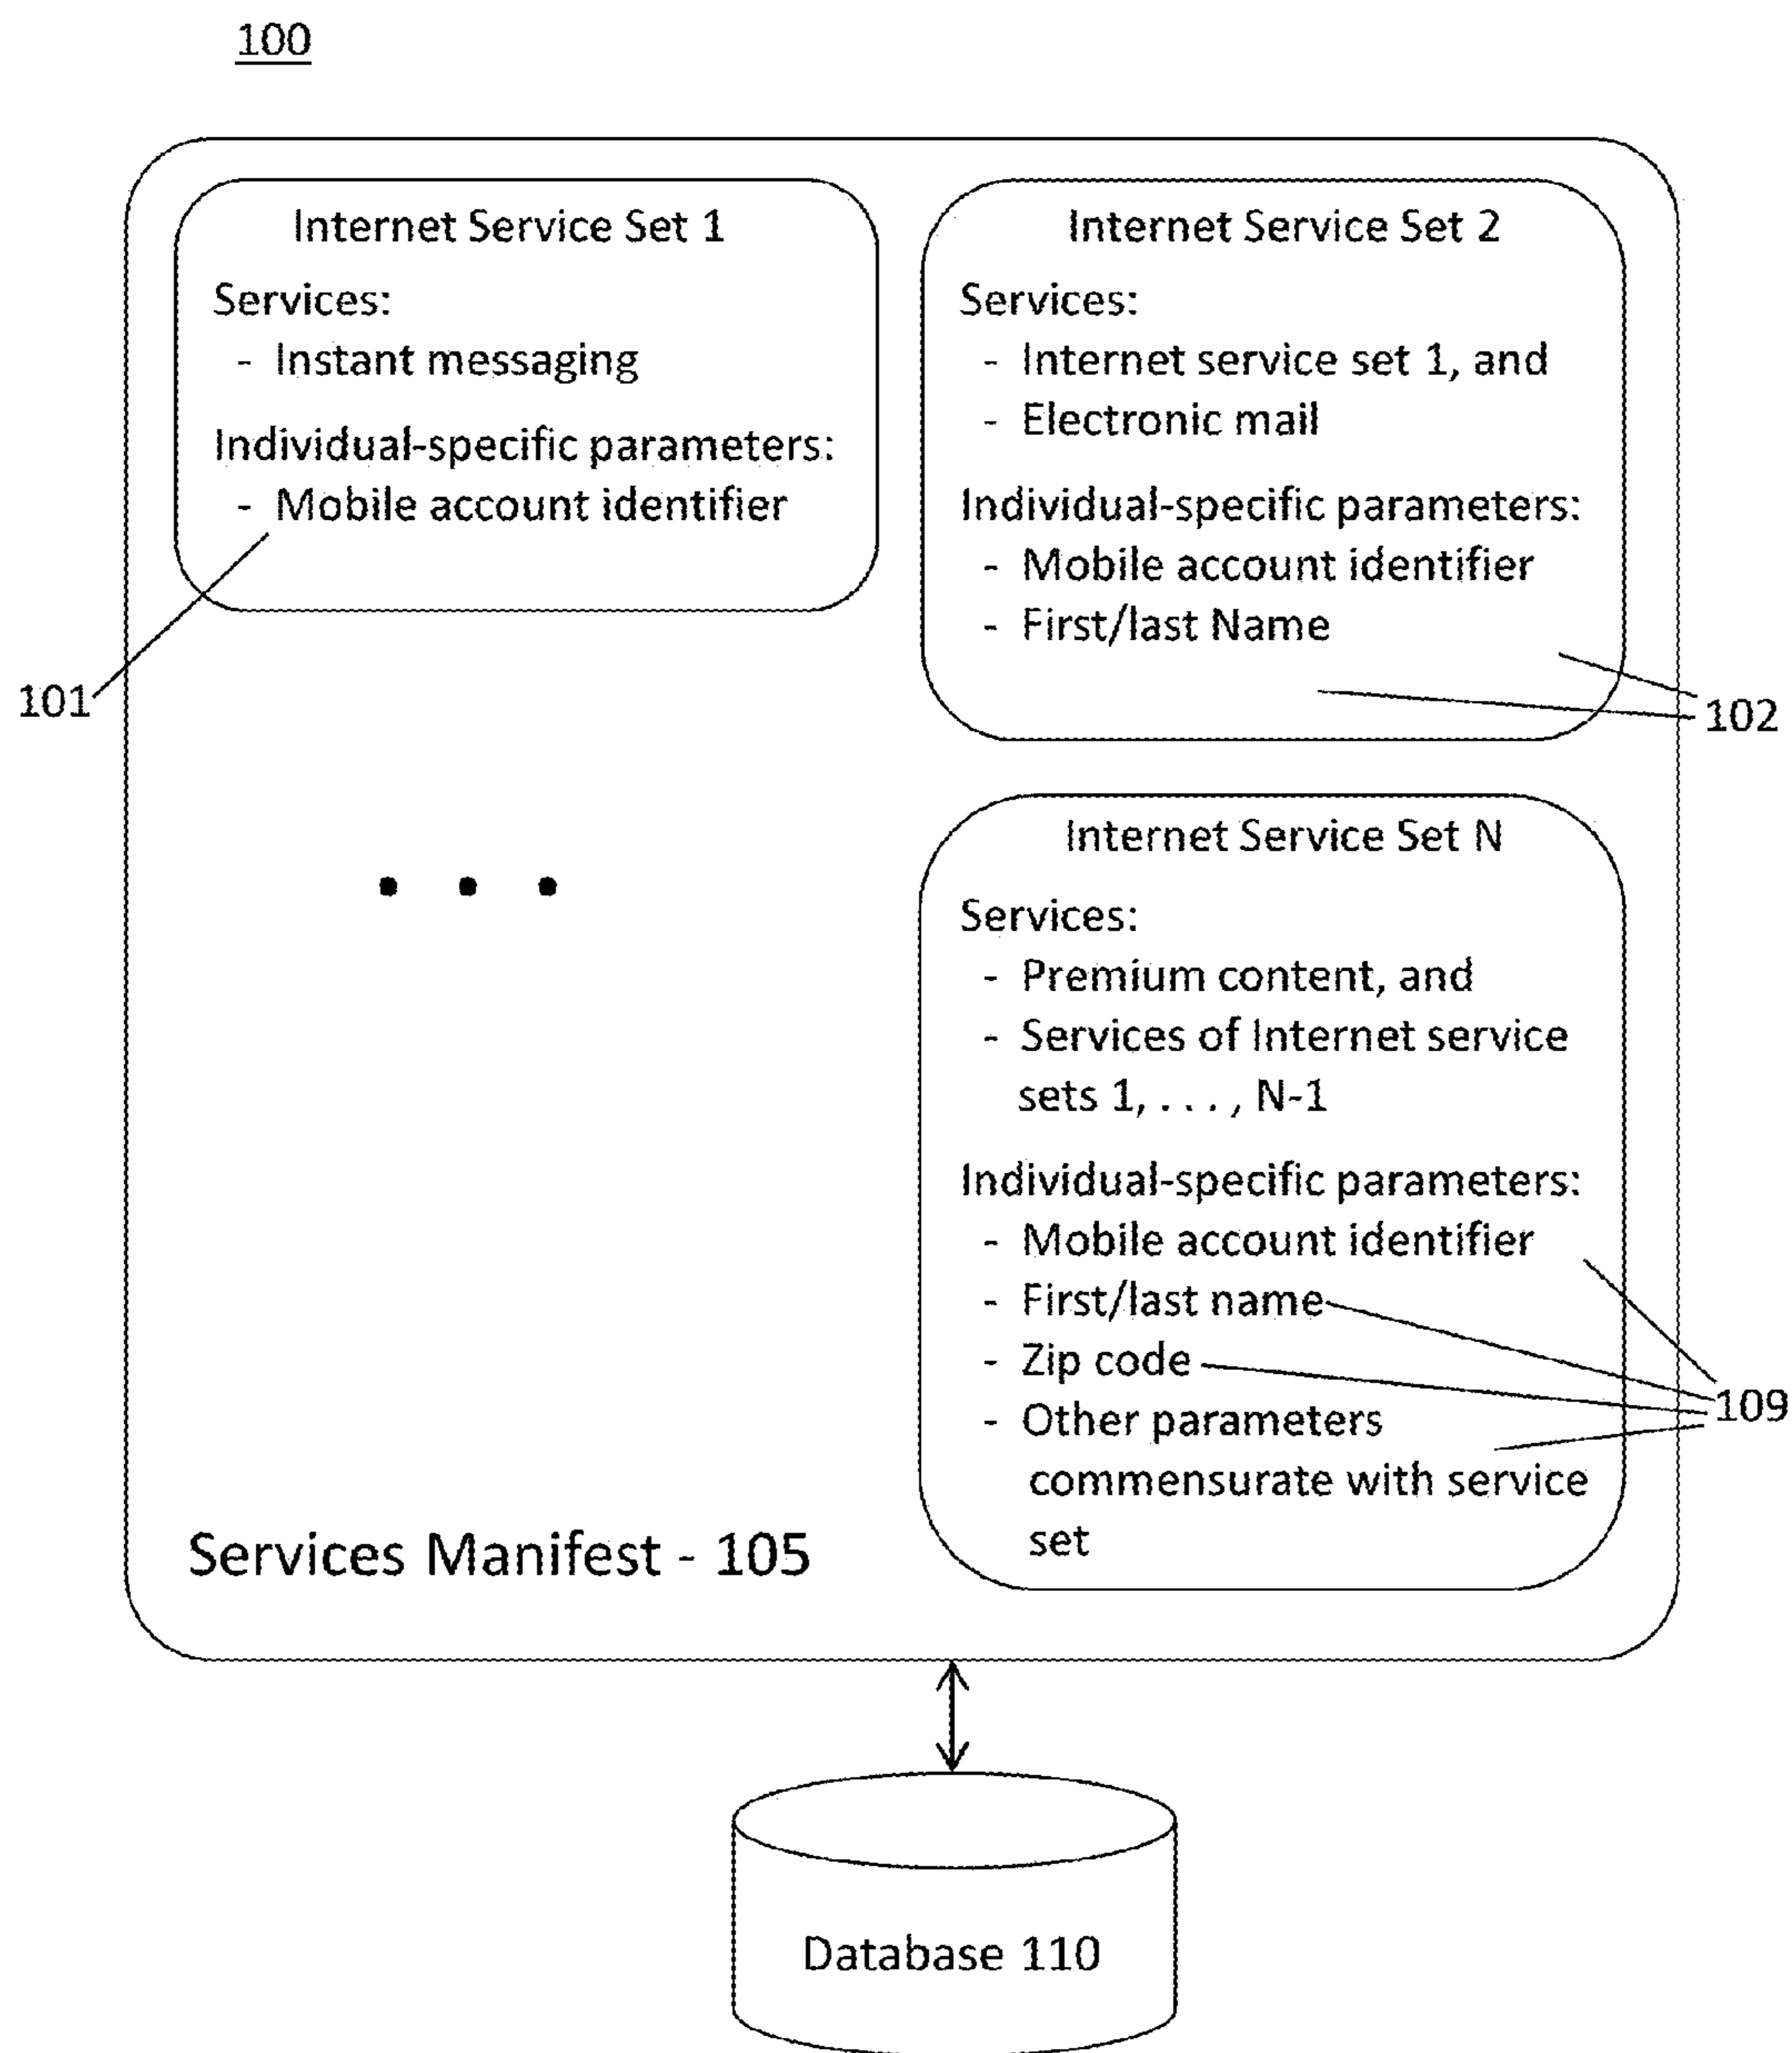 100
Internet Service Set 1
Services:
- Instant messaging
Individual-specific parameters:
- Mobile account identifier
101
Internet Service Set 2
Services:
- Internet service set 1, and
- Electronic mail
Individual-specific parameters:
- Mobile account identifier
- First/last Name
102
. . .
Internet Service Set N
Services:
- Premium content, and
- Services of Internet service
sets 1, . . . , N-1
Individual-specific parameters:
- Mobile account identifier
- First/last name
- Zip code
- Other parameters
commensurate with service
set
109
Services Manifest - 105
Database 110